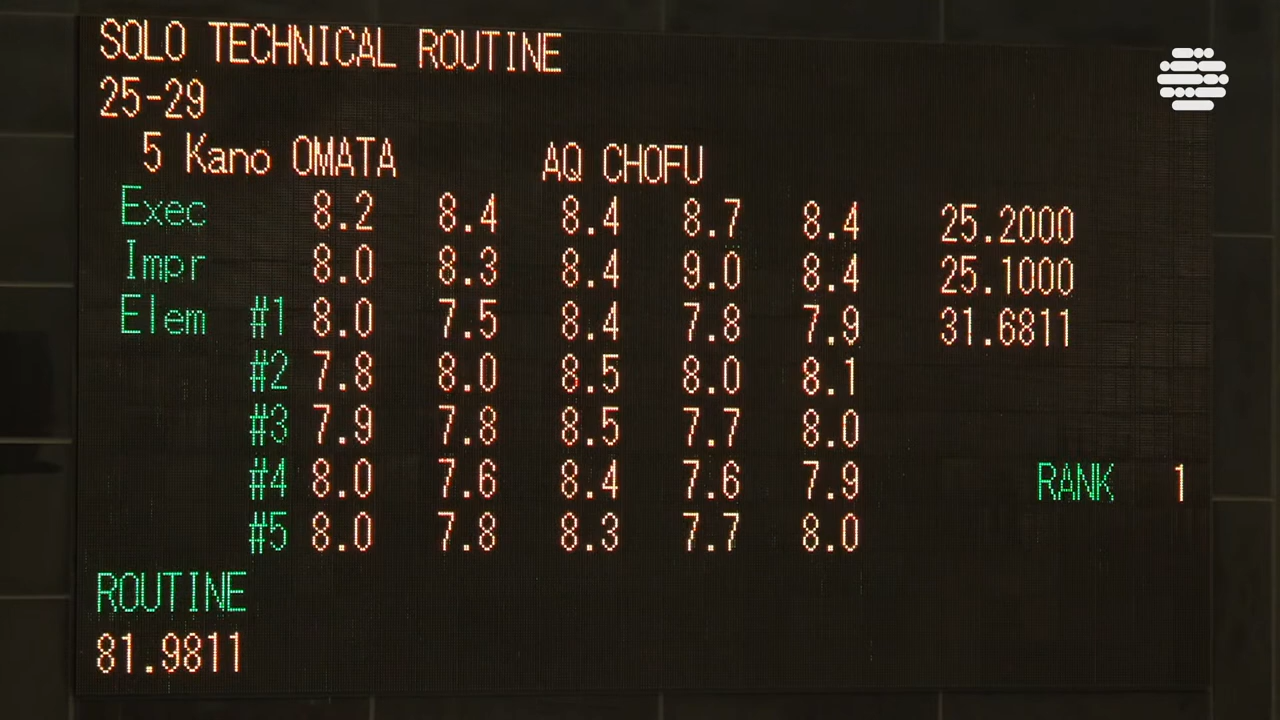 SOLO TECHNICAL ROUTINE
25-29
5 Kano OMATA AQ CHOFU
Exec 8.2 8.4 8.4 8.7 8.4 25.2000
Impr 8.0 8.3 8.4 9.0 8.4 25.1000
Elem #1 8.0 7.5 8.4 7.8 7.9 31.6811
#2 7.8 8.0 8.5 8.0 8.1
#3 7.9 7.8 8.5 7.7 8.0
#4 8.0 7.6 8.4 7.6 7.9 RANK 1
#5 8.0 7.8 8.3 7.7 8.0
ROUTINE
81.9811